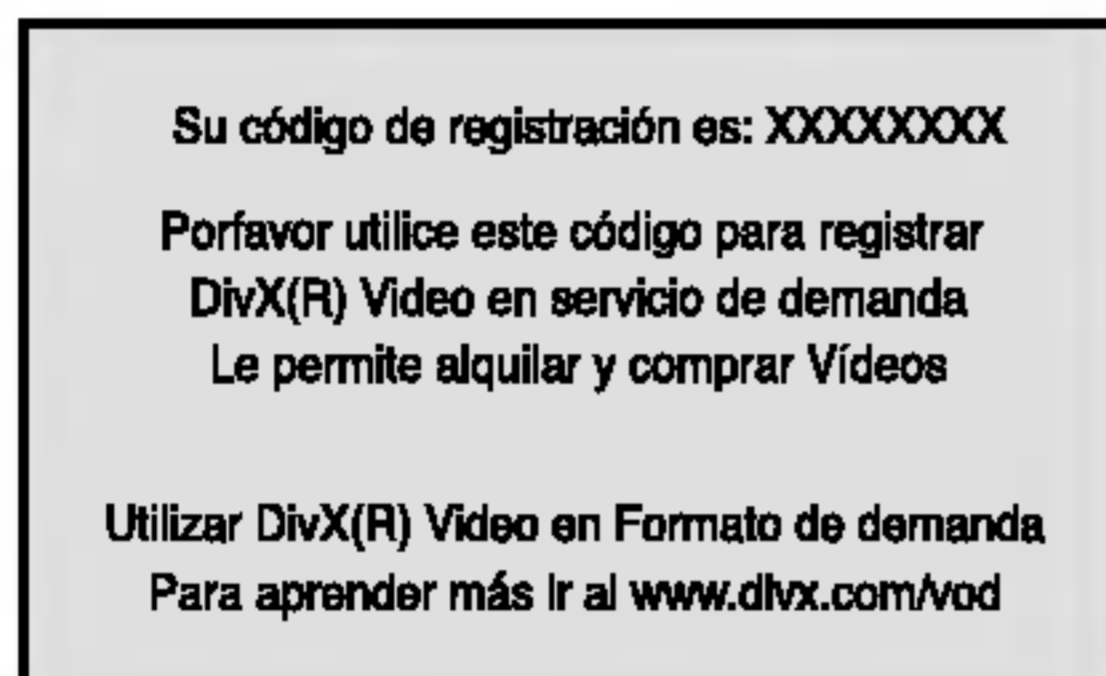 Su código de registración es: XXXXXXXX
Porfavor utilice este código para registrar
DivX(R) Video en servicio de demanda
Le permite alquilar y comprar Vídeos
Utilizar DivX(R) Video en Formato de demanda
Para aprender más ir al www.divx.com/vod